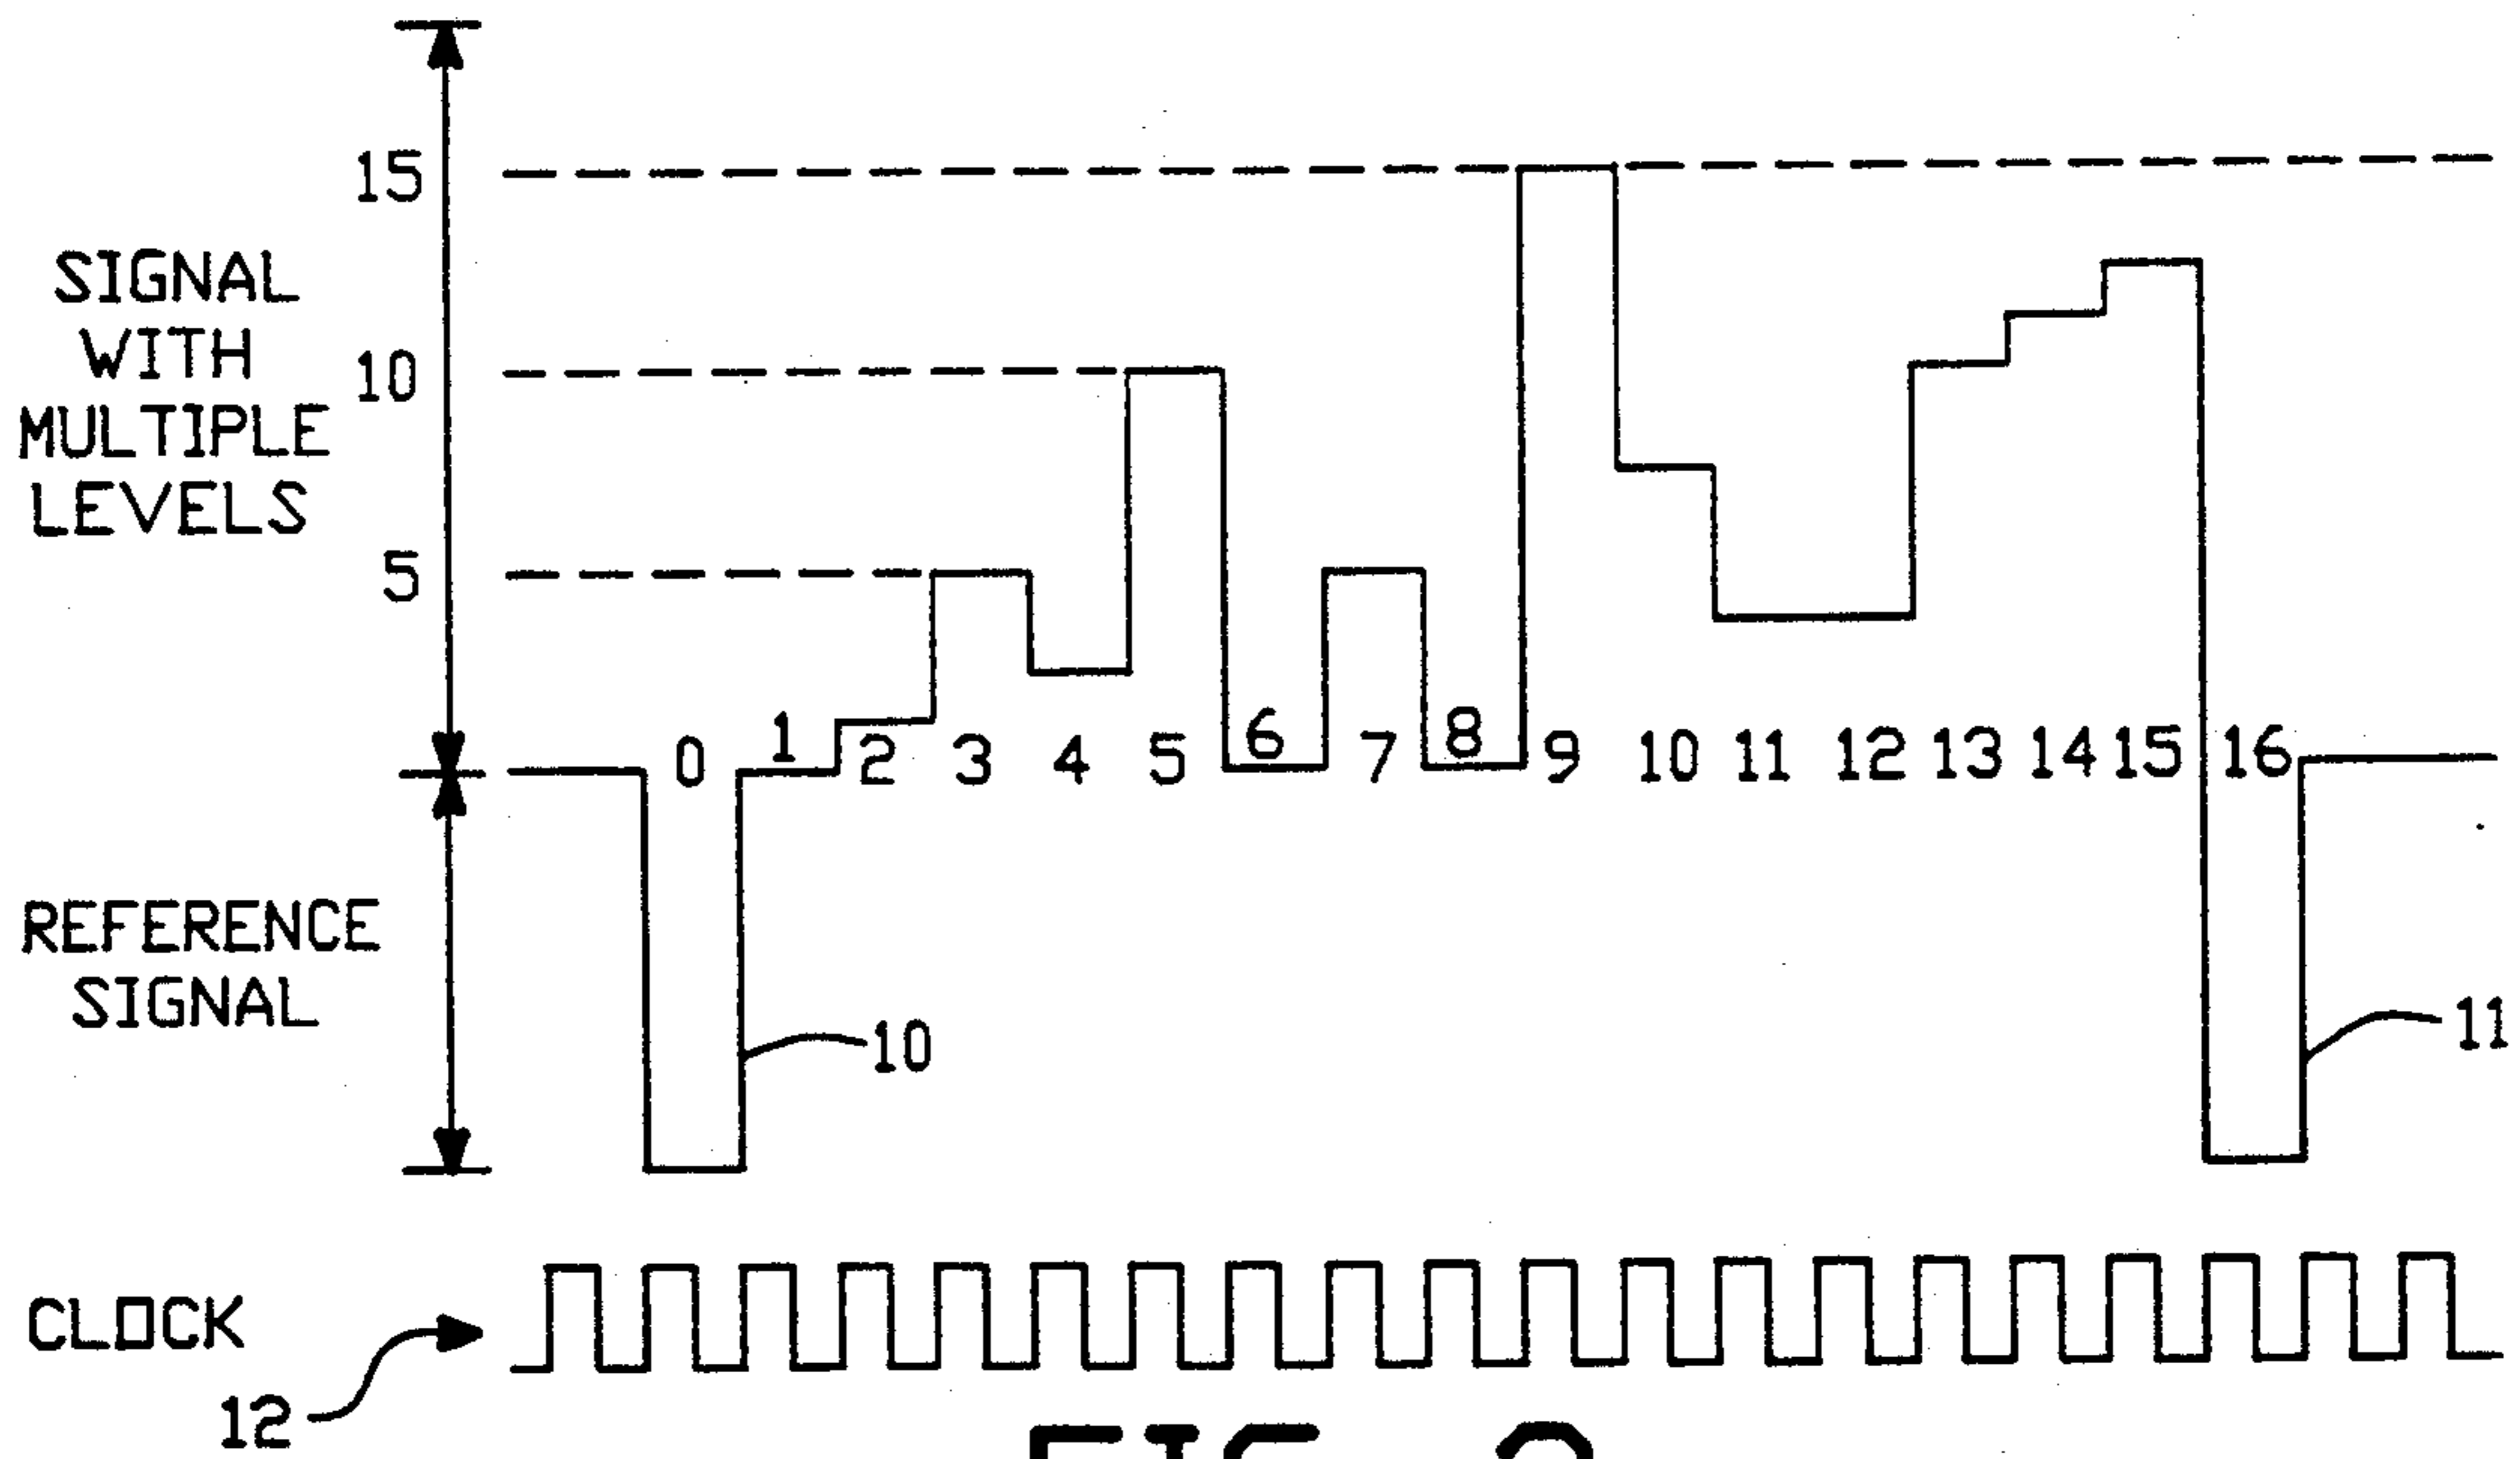 15
SIGNAL
WITH
MULTIPLE
LEVELS
10
5
0 1 2 3 4 5 6 7 8 9 10 11 12 13 14 15 16
REFERENCE
SIGNAL
10
11
CLOCK
12